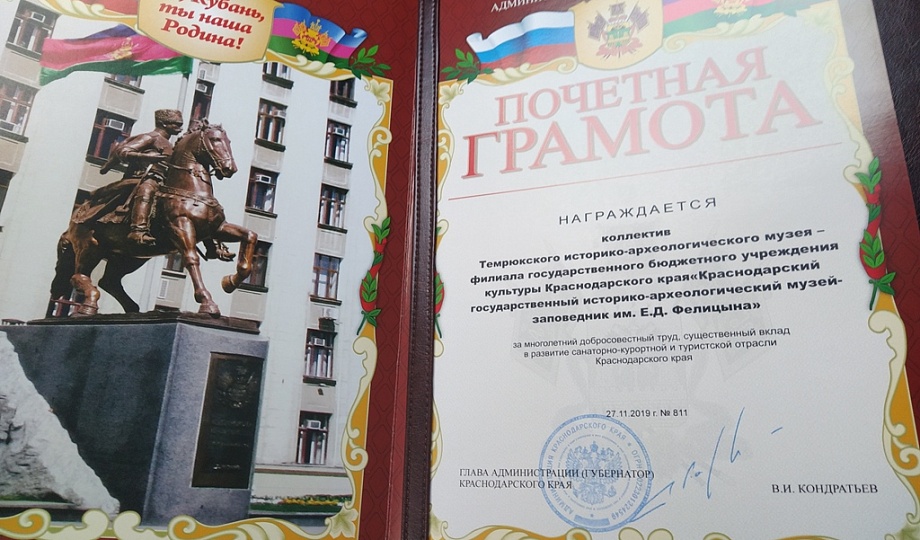 Кубань,
ты наша
Родина!
ПОЧЕТНАЯ
ГРАМОТА
НАГРАЖДАЕТСЯ
коллектив
Темрюкского историко-археологического музея –
филиала государственного бюджетного учреждения
культуры Краснодарского края«Краснодарский
государственный историко-археологический музей-
заповедник им. Е.Д. Фелицына»
за многолетний добросовестный труд, существенный вклад
в развитие санаторно-курортной и туристской отрасли
Краснодарского края
27.11.2019 г. № 811
ГЛАВА АДМИНИСТРАЦИИ (ГУБЕРНАТОР)
КРАСНОДАРСКОГО КРАЯ
В.И. КОНДРАТЬЕВ